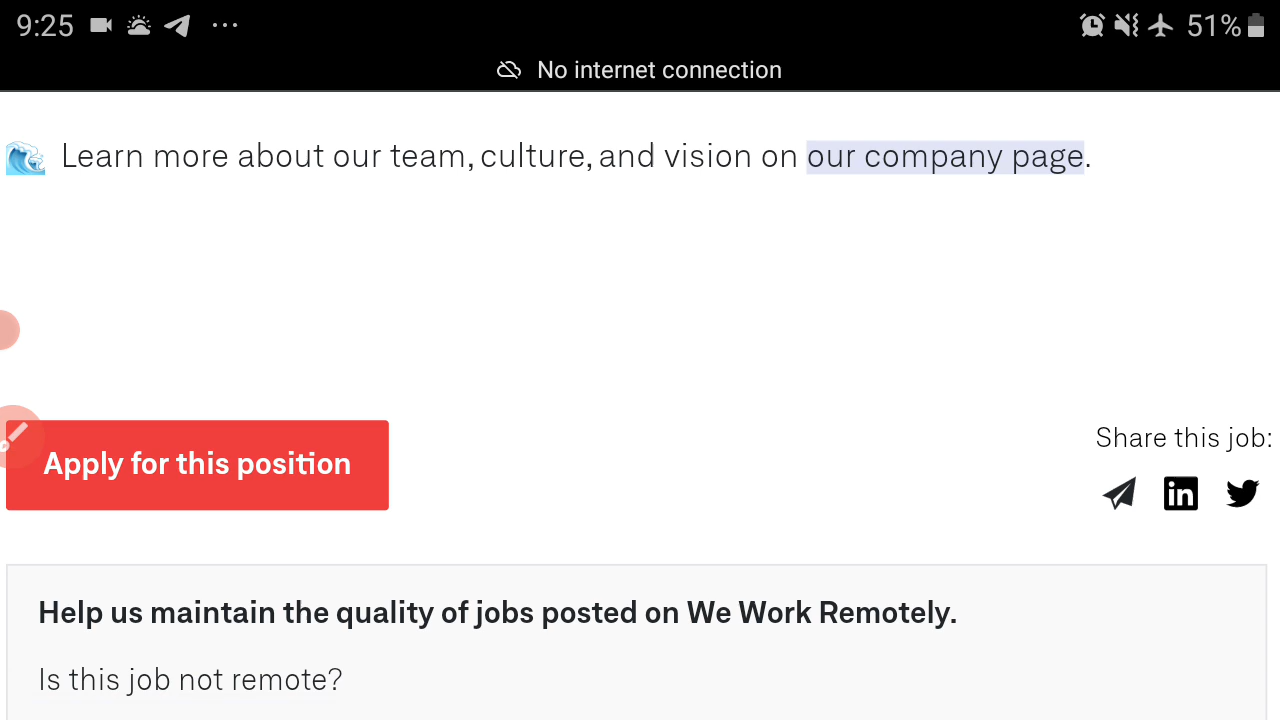 9:25 51%
No internet connection
Learn more about our team, culture, and vision on our company page.
Apply for this position
Share this job:
in
Help us maintain the quality of jobs posted on We Work Remotely.
Is this job not remote?